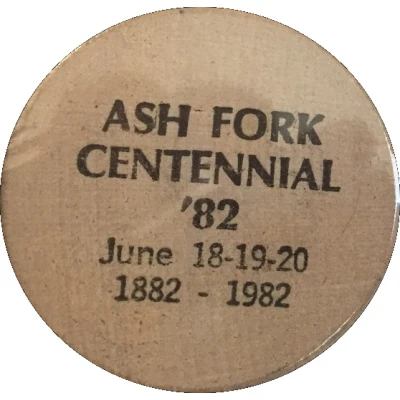 ASH FORK
CENTENNIAL
'82
June 18-19-20
1882 - 1982